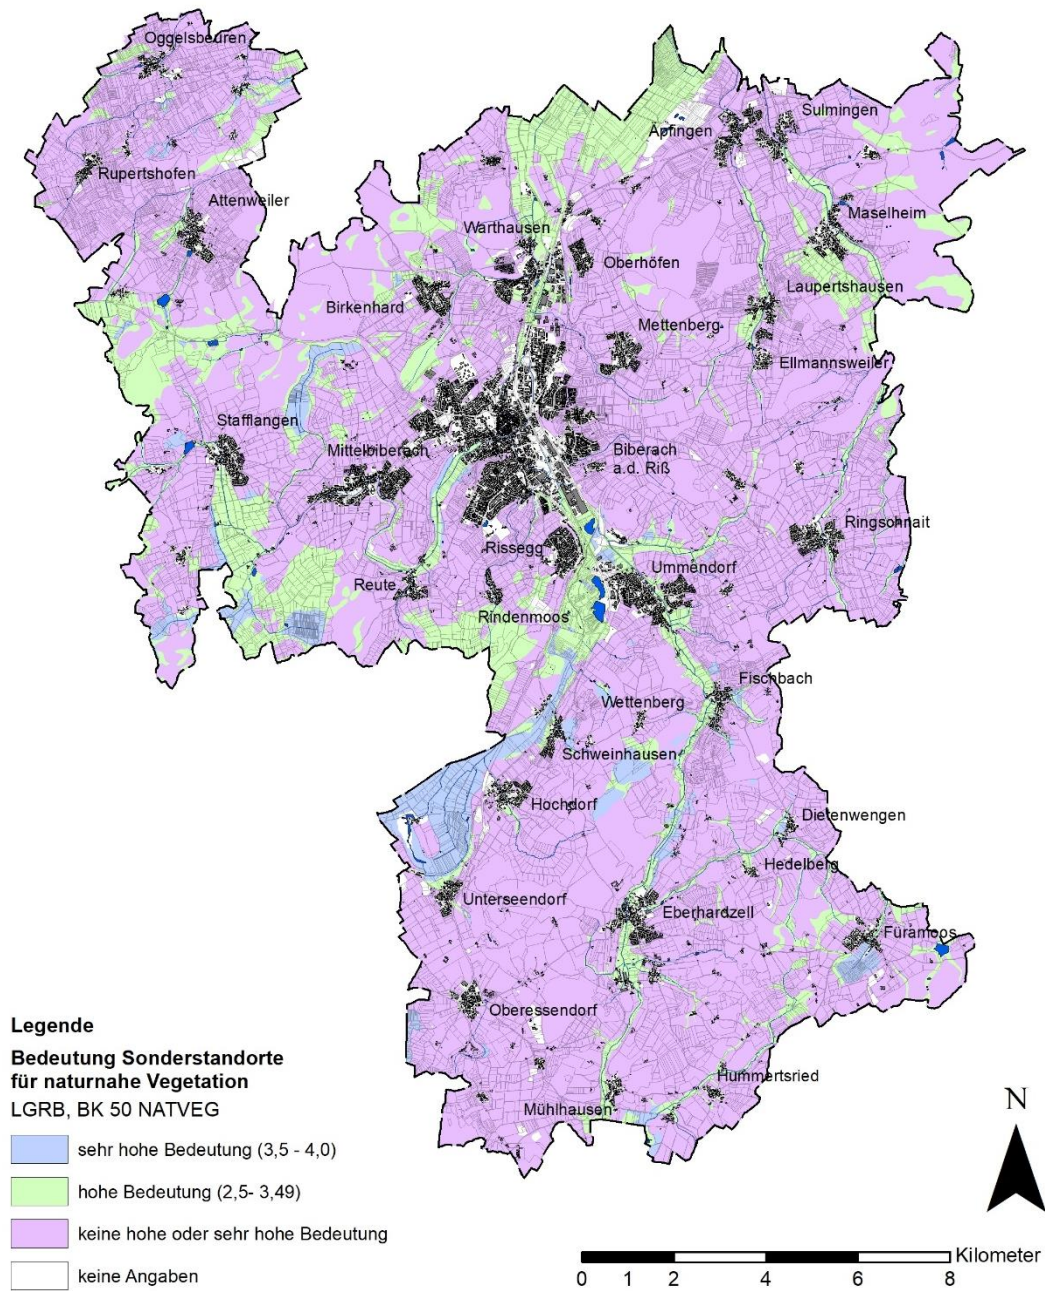 Oggelsbeuren
Sulmingen
Äpfingen
Rupertshofen
Attenweiler
Maselheim
Warthausen
Oberhöfen
Laupertshausen
Birkenhard
Mettenberg
Ellmannsweiler
Stafflangen
Mittelbiberach
Biberach
a.d. Riß
Ringschnait
Rissegg
Ummendorf
Reute
Rindenmoos
Fischbach
Wettenberg
Schweinhausen
Hochdorf
Dietenwengen
Hedelberg
Unterseendorf
Eberhardzell
Füramoos
Oberessendorf
Hummertsried
Mühlhausen
Legende
Bedeutung Sonderstandorte
für naturnahe Vegetation
LGRB, BK 50 NATVEG
sehr hohe Bedeutung (3,5 - 4,0)
hohe Bedeutung (2,5- 3,49)
keine hohe oder sehr hohe Bedeutung
keine Angaben
N
Kilometer
0 1 2 4 6 8